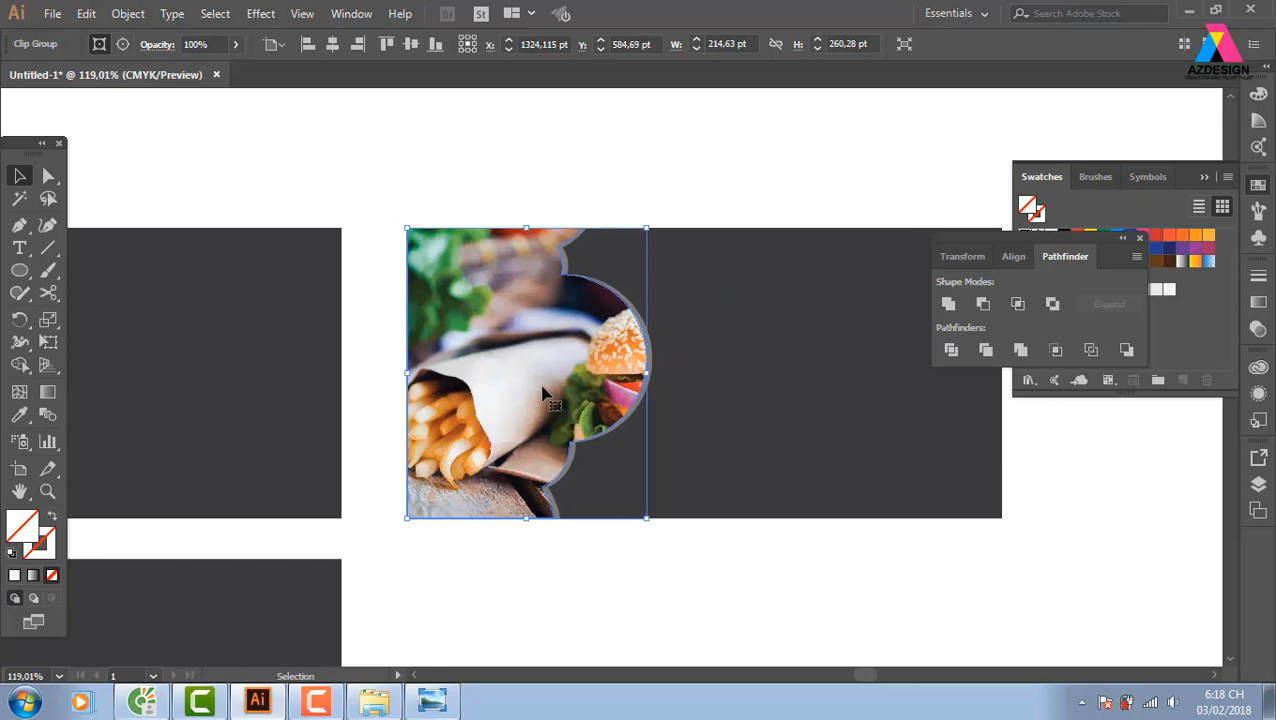 Ai File Edit Object Type Select Effect View Window Help Br St Essentials Search Adobe Stock
Clip Group Opacity: 100% X: 1324,115 pt Y: 584,69 pt W: 214,63 pt H: 260,28 pt
AZDESIGN
Untitled-1* @ 119,01% (CMYK/Preview)
Swatches Brushes Symbols
Transform Align Pathfinder
Shape Modes:
Expand
Pathfinders:
119,01% 1 Selection
Ai
6:18 CH
03/02/2018